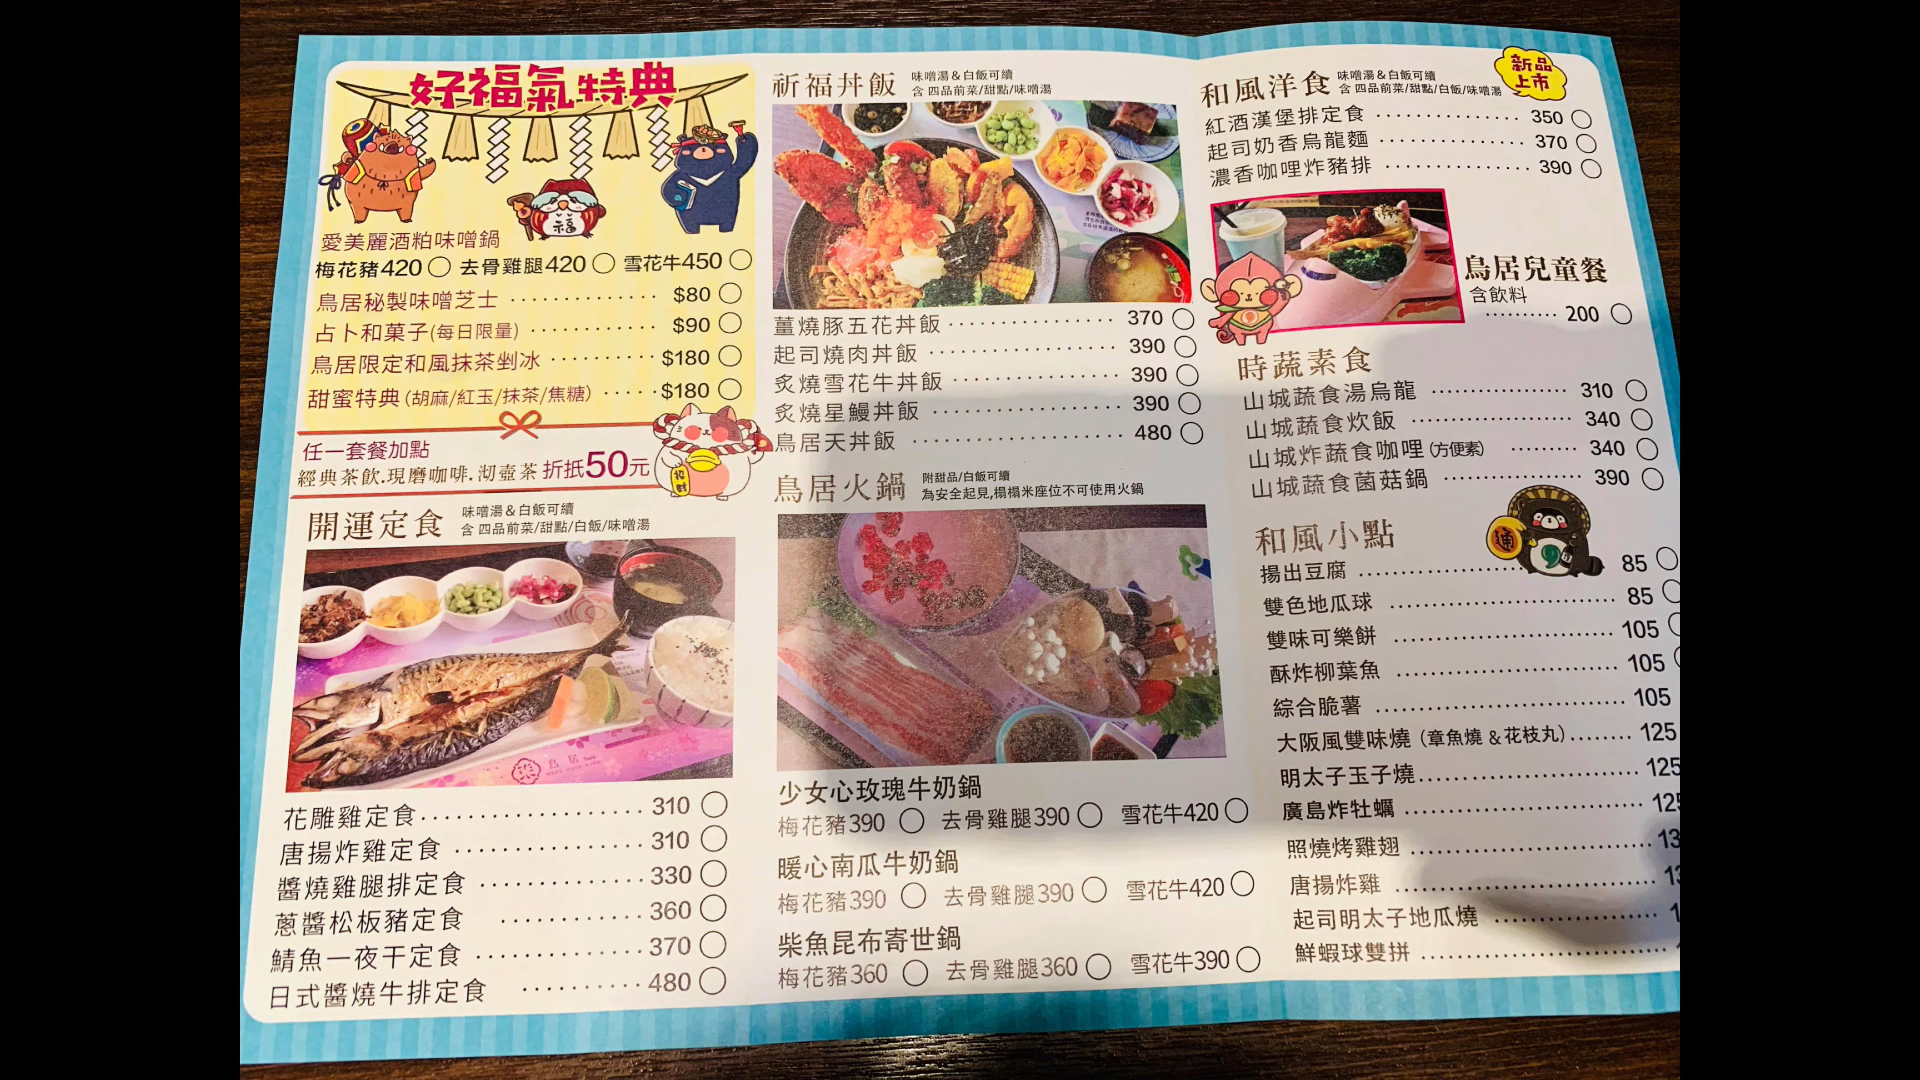 好福氣特典
愛美麗酒粕味噌鍋
梅花豬420 去骨雞腿420 雪花牛450
鳥居秘製味噌芝士 $80
占卜和菓子(每日限量) $90
鳥居限定和風抹茶剉冰 $180
甜蜜特典(胡麻/紅玉/抹茶/焦糖) $180
任一套餐加點
經典茶飲.現磨咖啡.沏壺茶 折抵50元
開運定食
味噌湯&白飯可續
含 四品前菜/甜點/白飯/味噌湯
花雕雞定食 310
唐揚炸雞定食 310
醬燒雞腿排定食 330
蔥醬松板豬定食 360
鯖魚一夜干定食 370
日式醬燒牛排定食 480
祈福丼飯
味噌湯&白飯可續
含 四品前菜/甜點/味噌湯
薑燒豚五花丼飯 370
起司燒肉丼飯 390
炙燒雪花牛丼飯 390
炙燒星鰻丼飯 390
鳥居天丼飯 480
鳥居火鍋
附甜品/白飯可續
為安全起見,榻榻米座位不可使用火鍋
少女心玫瑰牛奶鍋
梅花豬390 去骨雞腿390 雪花牛420
暖心南瓜牛奶鍋
梅花豬390 去骨雞腿390 雪花牛420
柴魚昆布寄世鍋
梅花豬360 去骨雞腿360 雪花牛390
和風洋食
味噌湯&白飯可續
含 四品前菜/甜點/白飯/味噌湯
新品
上市
紅酒漢堡排定食 350
起司奶香烏龍麵 370
濃香咖哩炸豬排 390
鳥居兒童餐
含飲料
200
時蔬素食
山城蔬食湯烏龍 310
山城蔬食炊飯 340
山城炸蔬食咖哩(方便素) 340
山城蔬食菌菇鍋 390
和風小點
揚出豆腐 85
雙色地瓜球 85
雙味可樂餅 105
酥炸柳葉魚 105
綜合脆薯 105
大阪風雙味燒(章魚燒&花枝丸) 125
明太子玉子燒 125
廣島炸牡蠣 125
照燒烤雞翅 13
唐揚炸雞 13
起司明太子地瓜燒 1
鮮蝦球雙拼